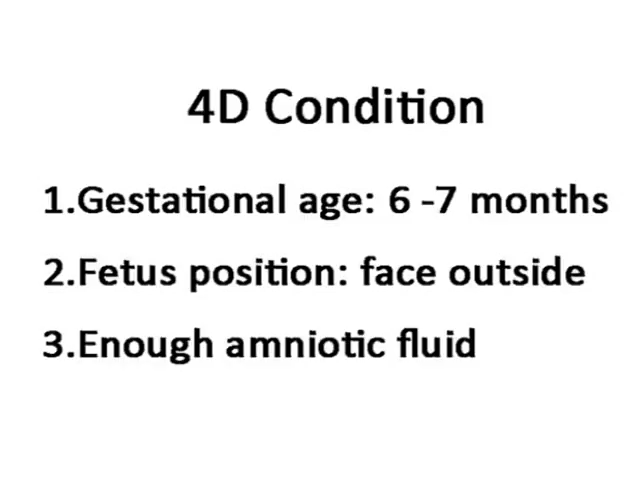 4D Condition
1.Gestational age: 6 -7 months
2.Fetus position: face outside
3.Enough amniotic fluid